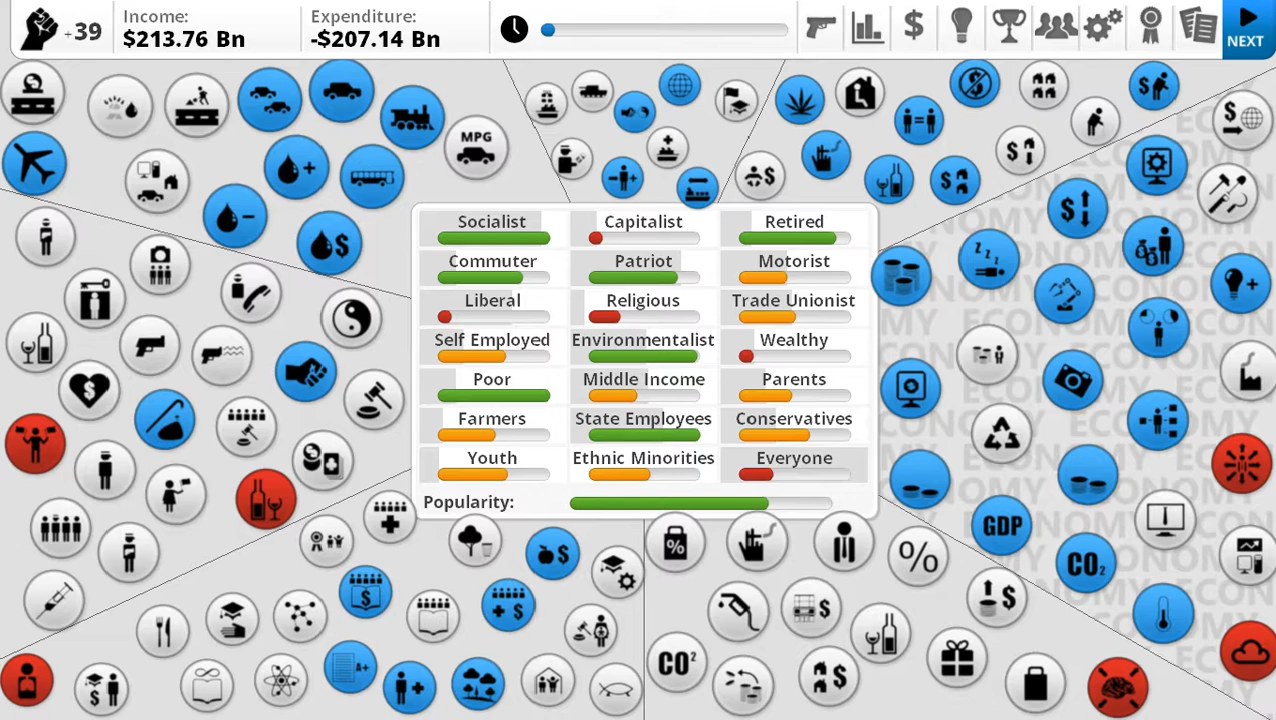 +39
Income:
$213.76 Bn
Expenditure:
-$207.14 Bn
$
NEXT
MPG
$
$
$
$
$
$
$
Socialist
Capitalist
Retired
Commuter
Patriot
Motorist
Liberal
Religious
Trade Unionist
Self Employed
Environmentalist
Wealthy
Poor
Middle Income
Parents
Farmers
State Employees
Conservatives
Youth
Ethnic Minorities
Everyone
Popularity:
ECONOMY
GDP
CO₂
%
%
$
$
$
$
A+
$
$
$
CO²
$